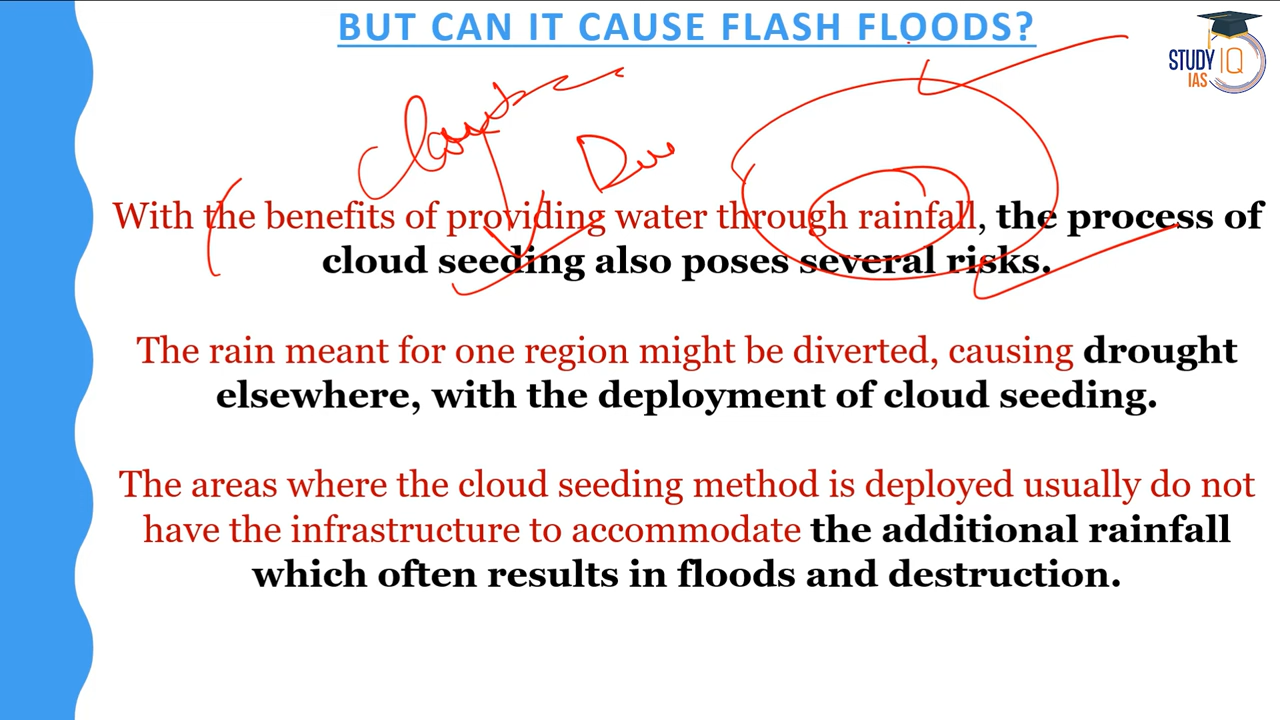 BUT CAN IT CAUSE FLASH FLOODS?
STUDY IQ
IAS
With the benefits of providing water through rainfall, the process of
cloud seeding also poses several risks.
The rain meant for one region might be diverted, causing drought
elsewhere, with the deployment of cloud seeding.
The areas where the cloud seeding method is deployed usually do not
have the infrastructure to accommodate the additional rainfall
which often results in floods and destruction.